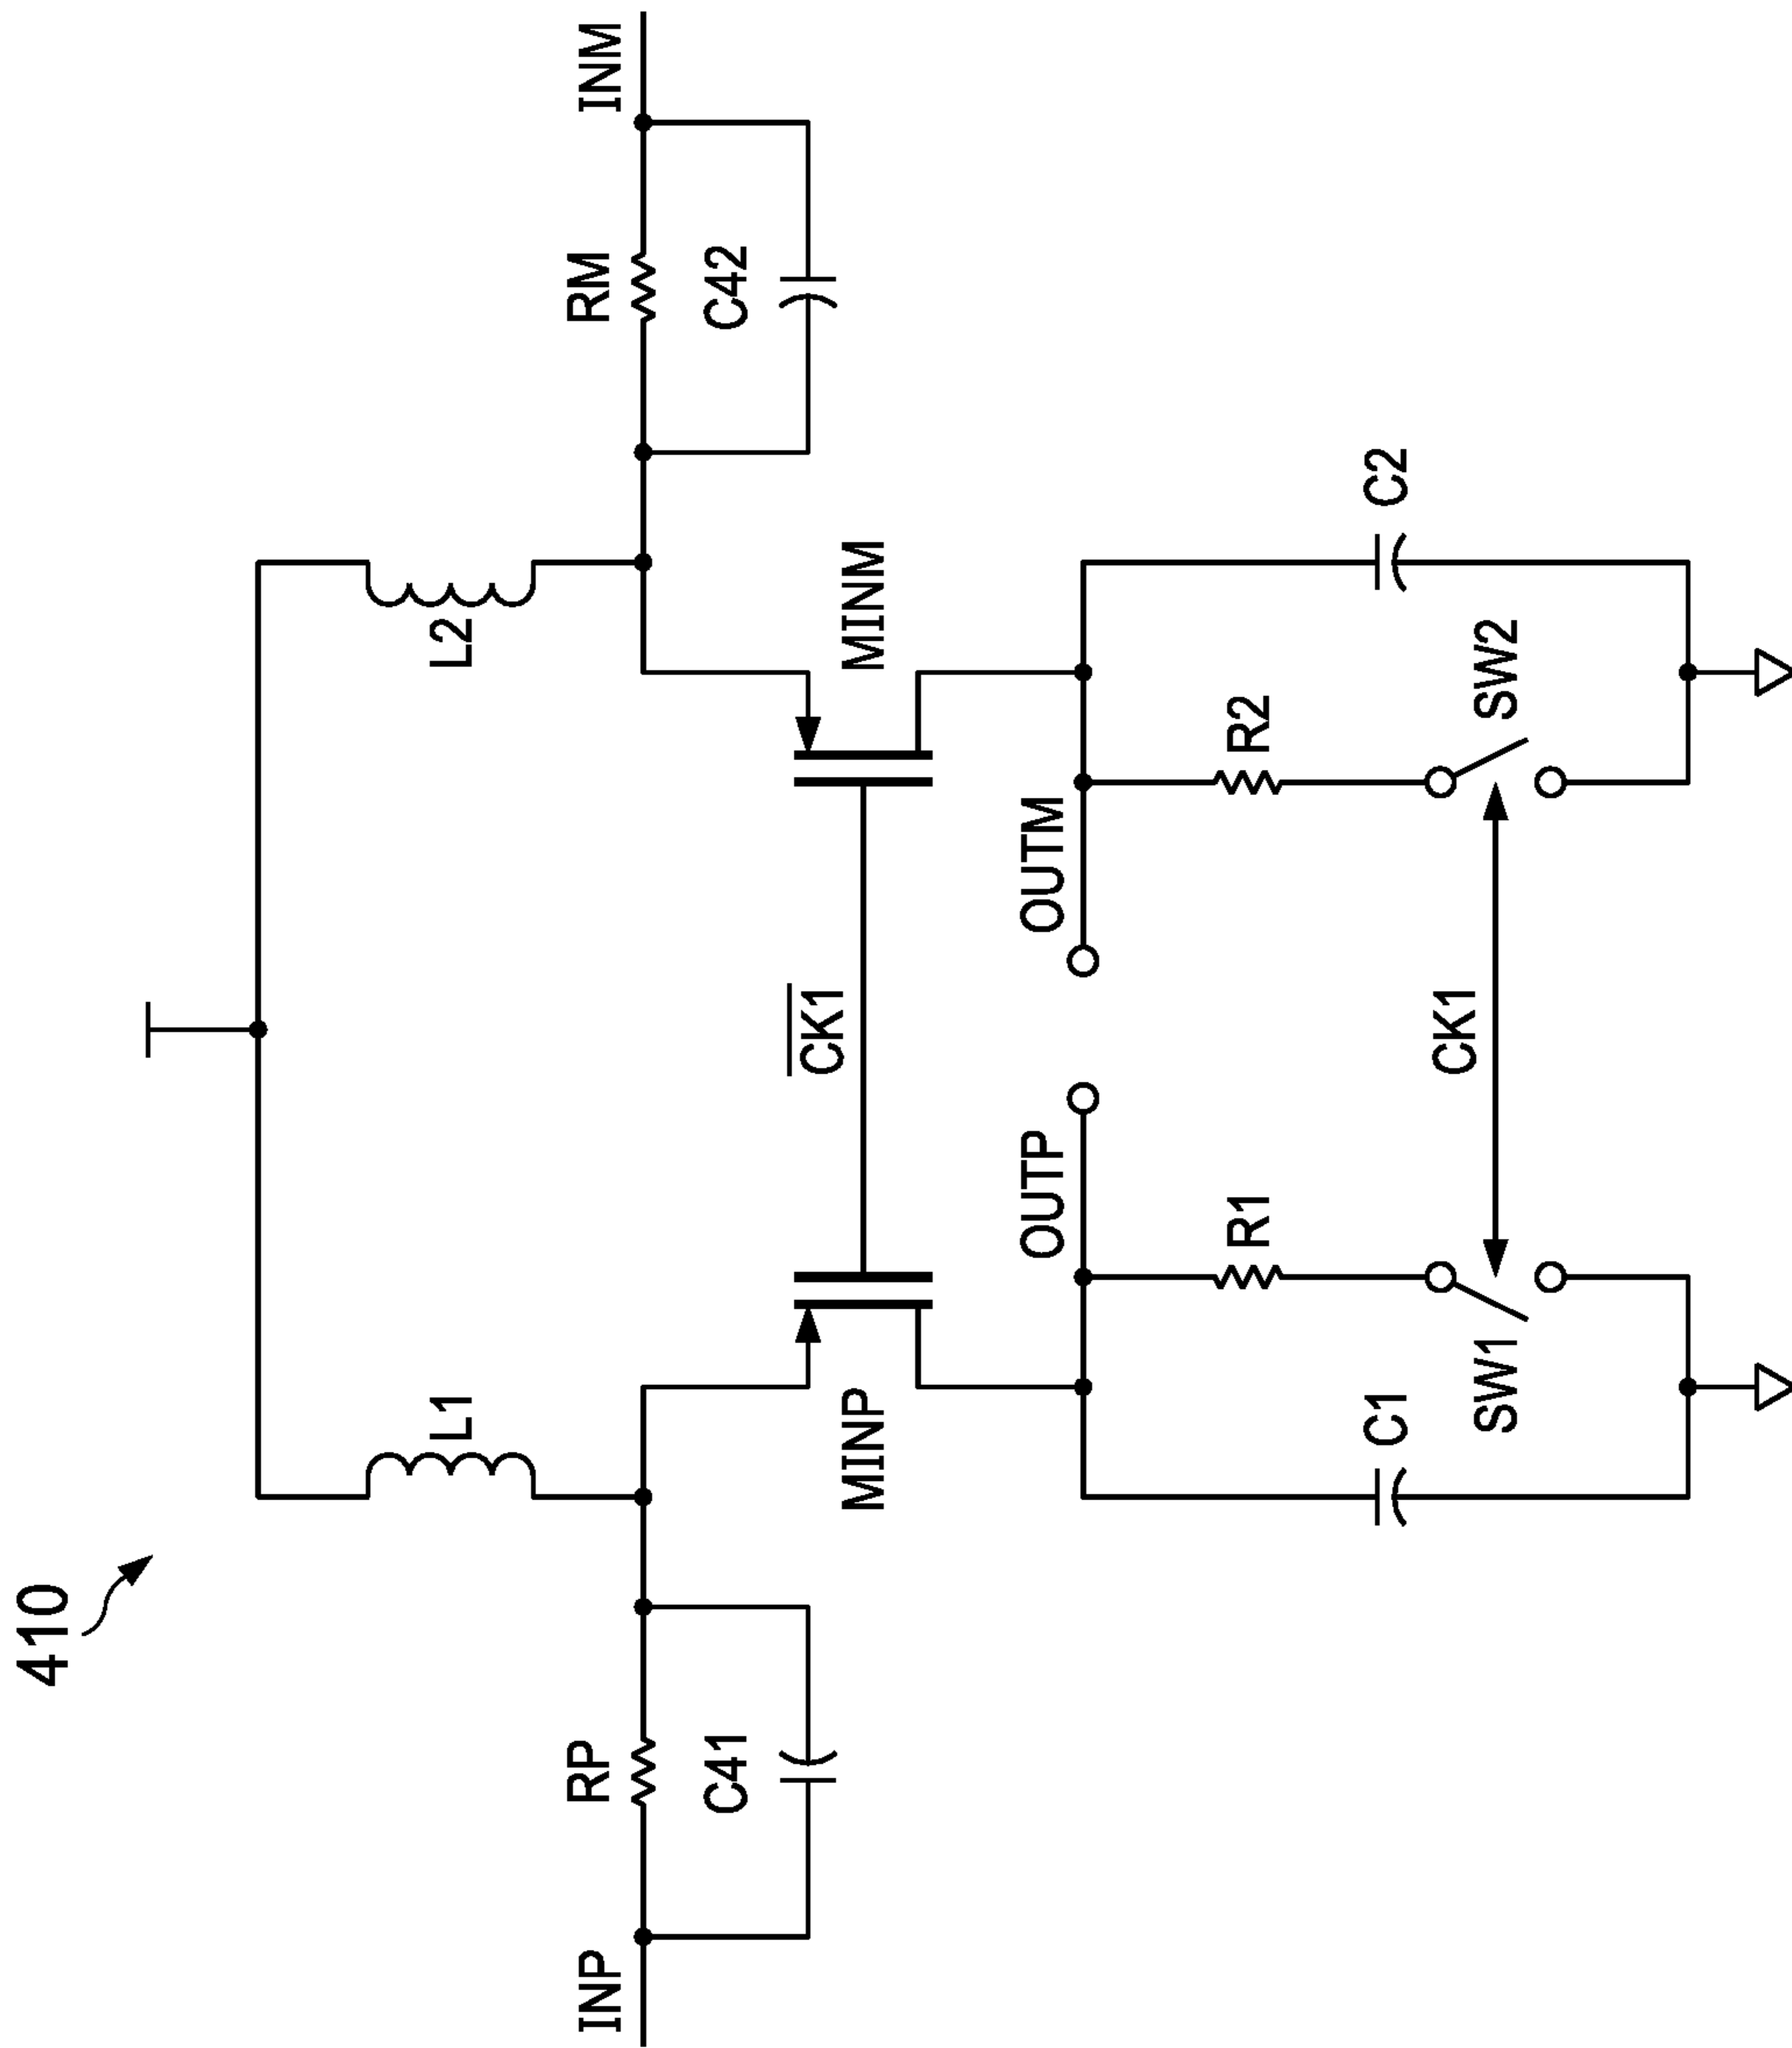 410
L1
L2
INP
RP
RM
INM
C41
C42
C̅K̅1̅
MINP
MINM
OUTP
OUTM
R1
R2
C1
C2
CK1
SW1
SW2